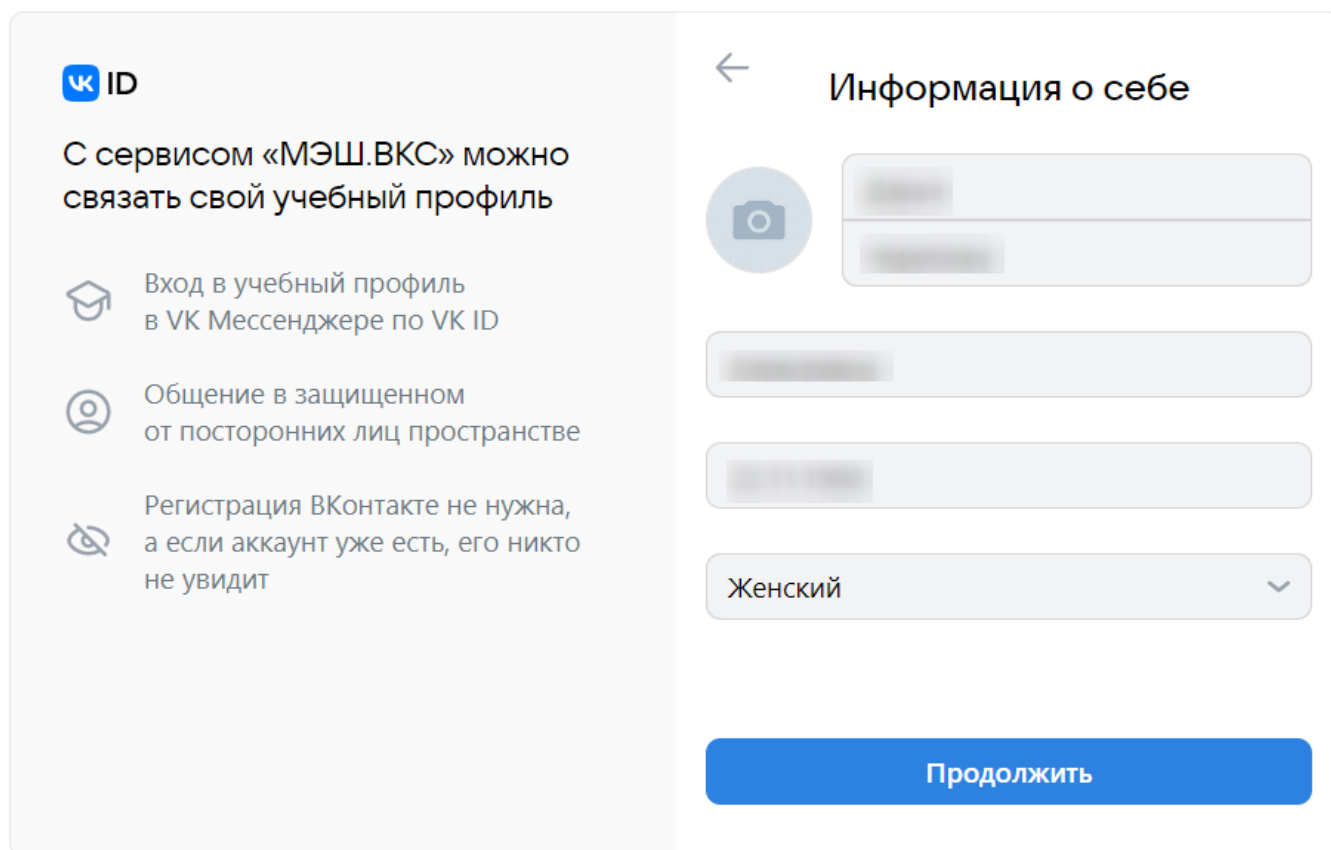 VK ID
С сервисом «МЭШ.ВКС» можно
связать свой учебный профиль
Вход в учебный профиль
в VK Мессенджере по VK ID
Общение в защищенном
от посторонних лиц пространстве
Регистрация ВКонтакте не нужна,
а если аккаунт уже есть, его никто
не увидит
Информация о себе
Женский
Продолжить